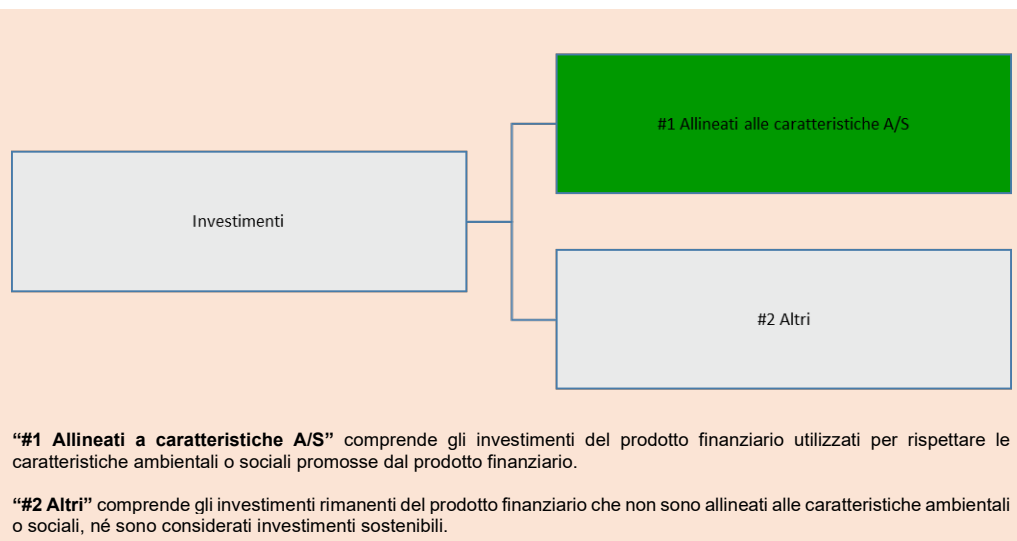 #1 Allineati alle caratteristiche A/S
Investimenti
#2 Altri
“#1 Allineati a caratteristiche A/S” comprende gli investimenti del prodotto finanziario utilizzati per rispettare le
caratteristiche ambientali o sociali promosse dal prodotto finanziario.
“#2 Altri” comprende gli investimenti rimanenti del prodotto finanziario che non sono allineati alle caratteristiche ambientali
o sociali, né sono considerati investimenti sostenibili.